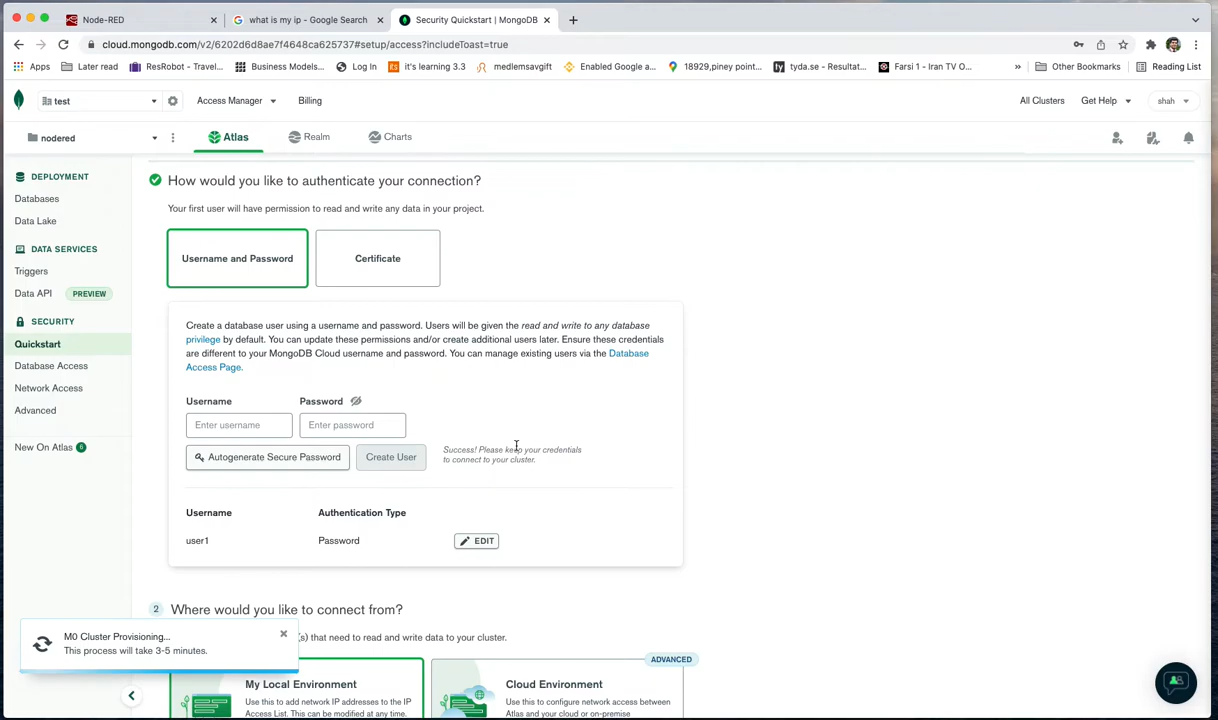 Node-RED
what is my ip - Google Search
Security Quickstart | MongoDB
cloud.mongodb.com/v2/6202d6d8ae7f4648ca625737#setup/access?includeToast=true
Apps
Later read
ResRobot - Travel...
Business Models...
Log In
it's learning 3.3
medlemsavgift
Enabled Google a...
18929,piney point...
tyda.se - Resultat...
Farsi 1 - Iran TV O...
»
Other Bookmarks
Reading List
test
Access Manager
Billing
All Clusters
Get Help
shah
nodered
Atlas
Realm
Charts
DEPLOYMENT
Databases
Data Lake
DATA SERVICES
Triggers
Data API PREVIEW
SECURITY
Quickstart
Database Access
Network Access
Advanced
New On Atlas 6
How would you like to authenticate your connection?
Your first user will have permission to read and write any data in your project.
Username and Password
Certificate
Create a database user using a username and password. Users will be given the read and write to any database
privilege by default. You can update these permissions and/or create additional users later. Ensure these credentials
are different to your MongoDB Cloud username and password. You can manage existing users via the Database
Access Page.
Username
Password
Enter username
Enter password
Autogenerate Secure Password
Create User
Success! Please keep your credentials
to connect to your cluster.
Username
Authentication Type
user1
Password
EDIT
2 Where would you like to connect from?
(s) that need to read and write data to your cluster.
M0 Cluster Provisioning...
This process will take 3-5 minutes.
My Local Environment
Use this to add network IP addresses to the IP
Access List. This can be modified at any time.
ADVANCED
Cloud Environment
Use this to configure network access between
Atlas and your cloud or on-premise